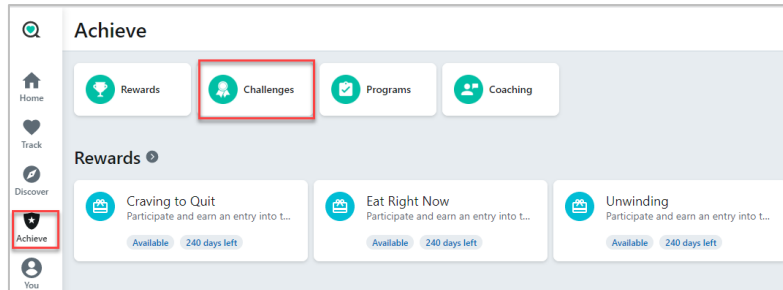 Achieve
Home
Track
Discover
Achieve
You
Rewards
Challenges
Programs
Coaching
Rewards
Craving to Quit
Participate and earn an entry into t...
Available 240 days left
Eat Right Now
Participate and earn an entry into t...
Available 240 days left
Unwinding
Participate and earn an entry into t...
Available 240 days left